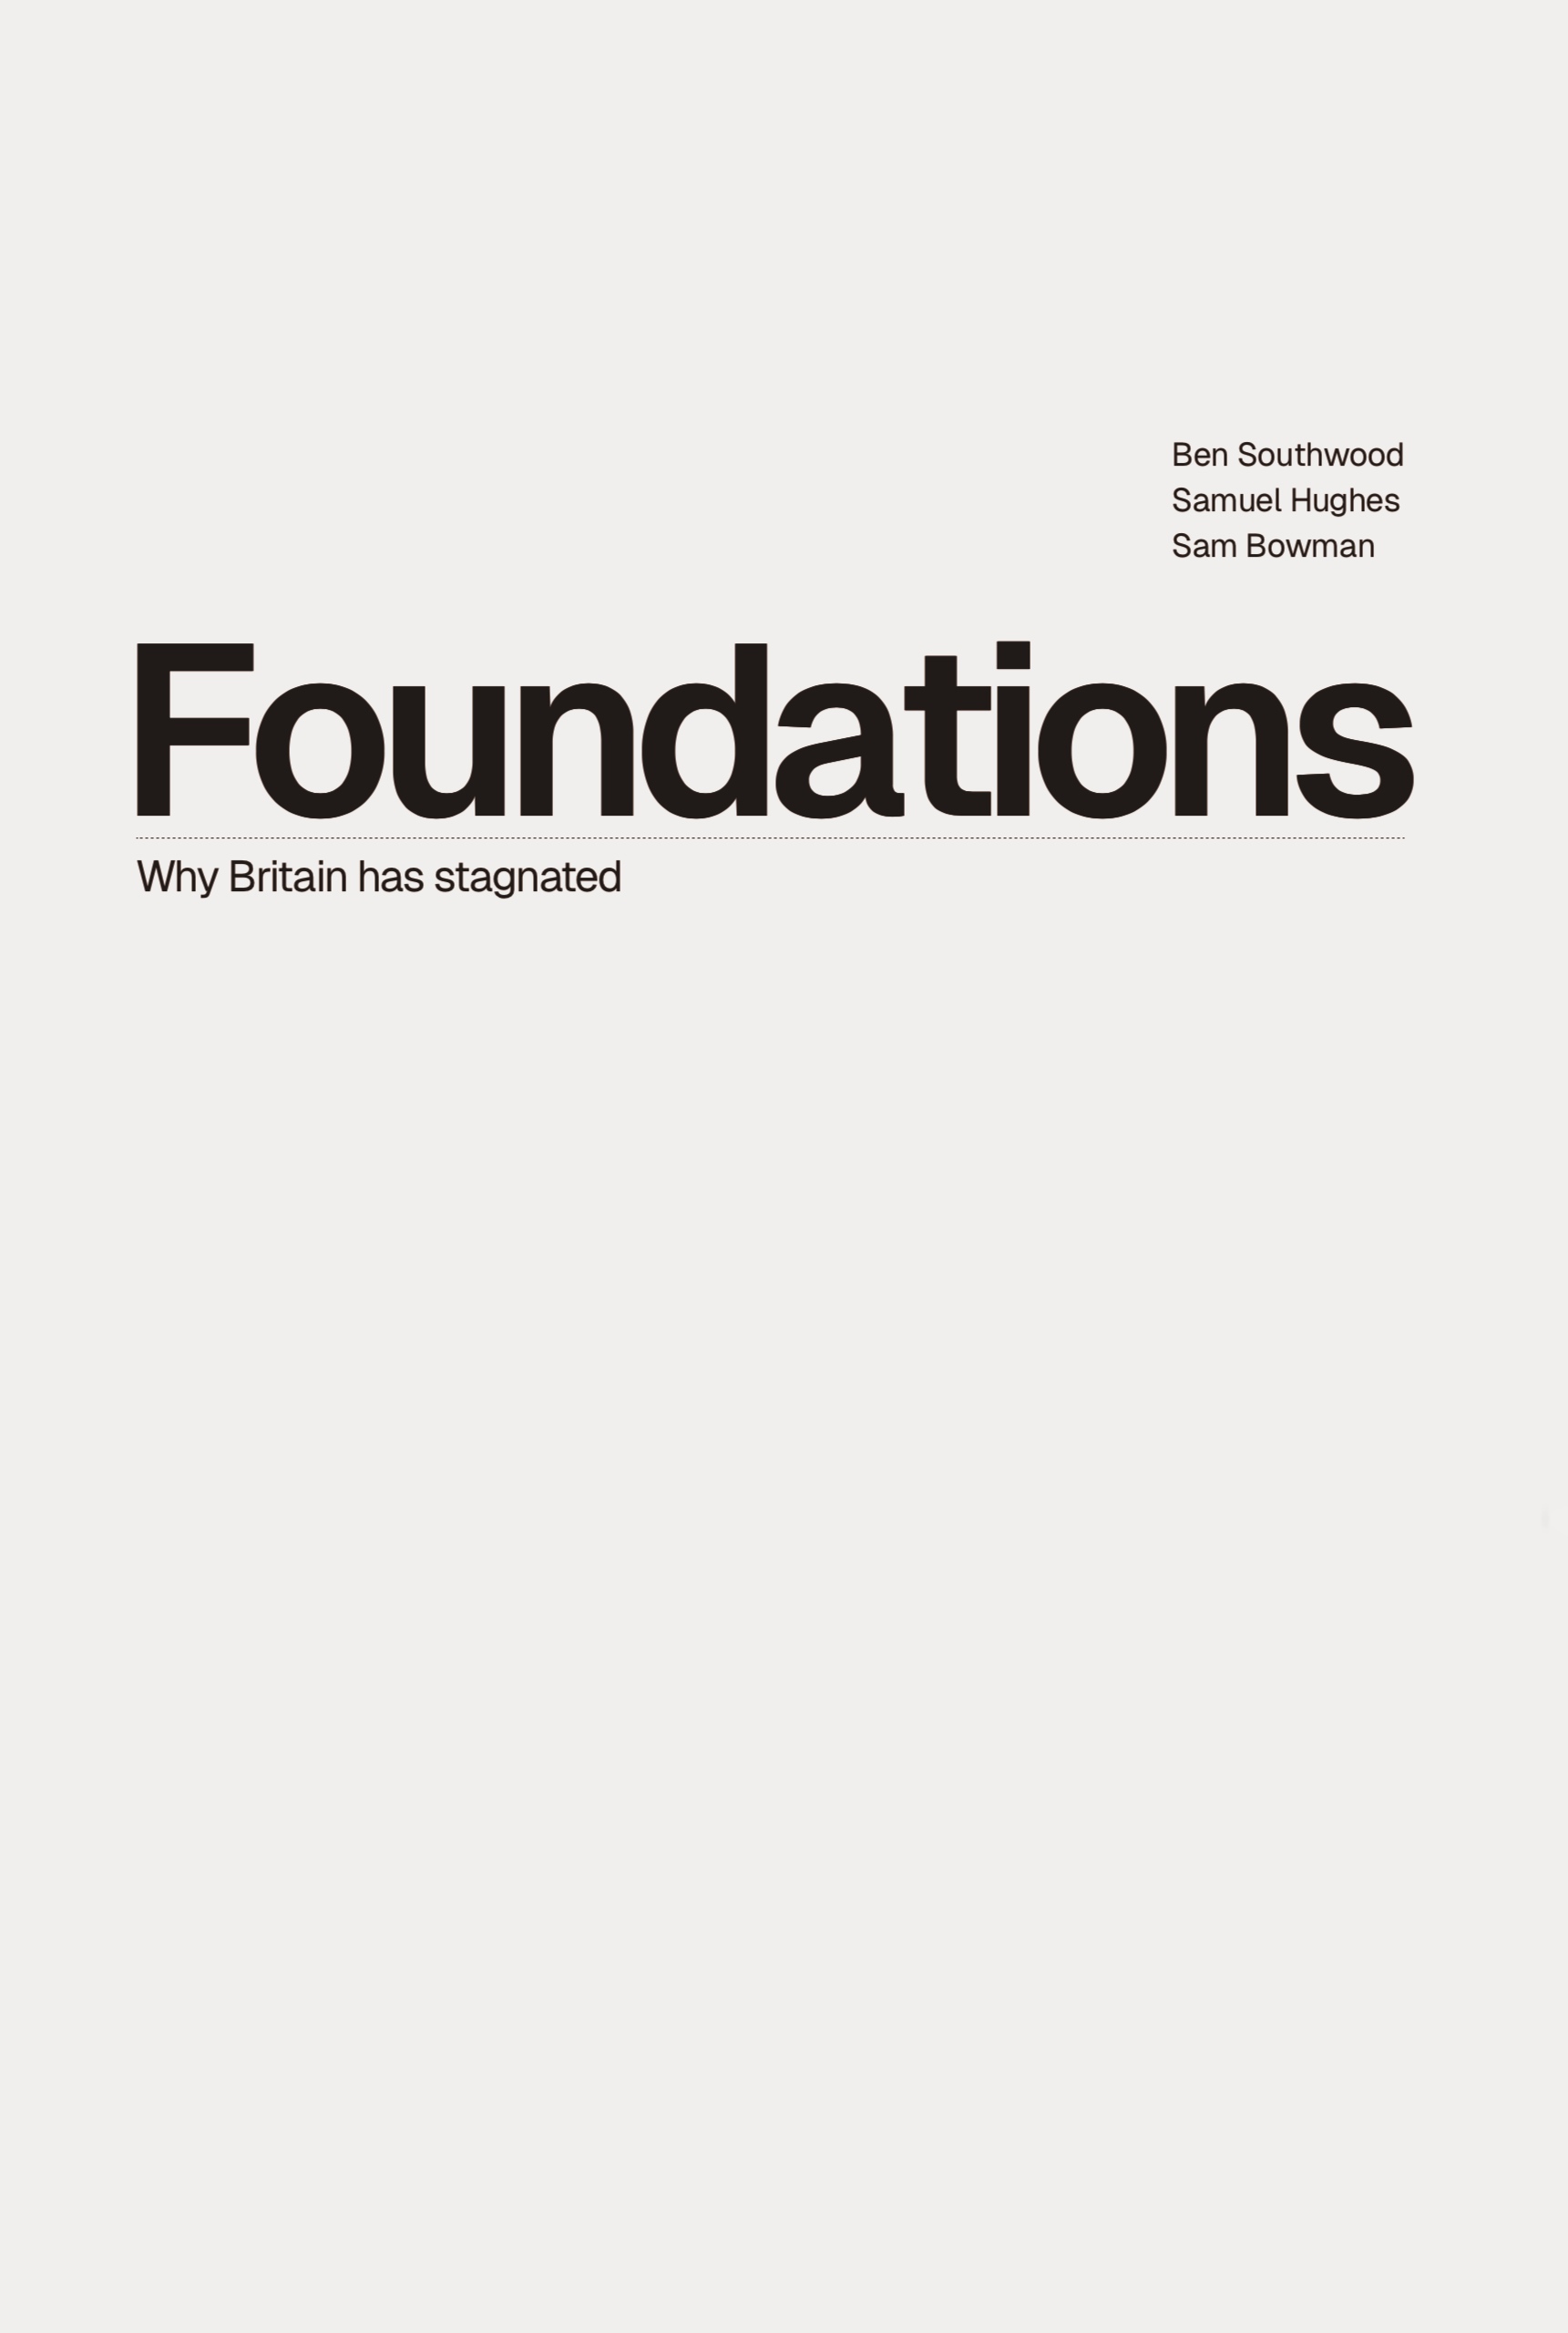 Ben Southwood
Samuel Hughes
Sam Bowman
Foundations
Why Britain has stagnated